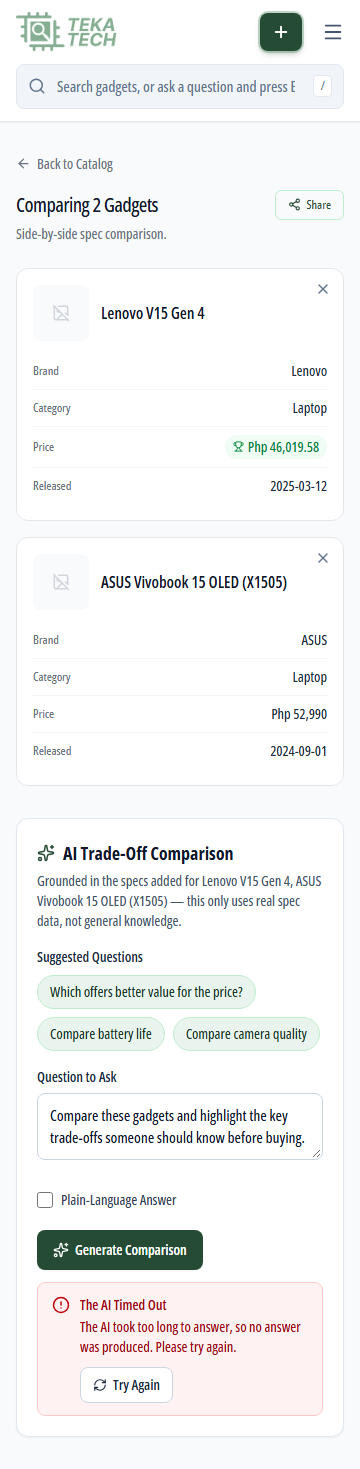 TEKA
TECH
+
Search gadgets, or ask a question and press E
/
Back to Catalog
Comparing 2 Gadgets
Share
Side-by-side spec comparison.
Lenovo V15 Gen 4
Brand Lenovo
Category Laptop
Price Php 46,019.58
Released 2025-03-12
ASUS Vivobook 15 OLED (X1505)
Brand ASUS
Category Laptop
Price Php 52,990
Released 2024-09-01
AI Trade-Off Comparison
Grounded in the specs added for Lenovo V15 Gen 4, ASUS
Vivobook 15 OLED (X1505) — this only uses real spec
data, not general knowledge.
Suggested Questions
Which offers better value for the price?
Compare battery life Compare camera quality
Question to Ask
Compare these gadgets and highlight the key
trade-offs someone should know before buying.
Plain-Language Answer
Generate Comparison
The AI Timed Out
The AI took too long to answer, so no answer
was produced. Please try again.
Try Again